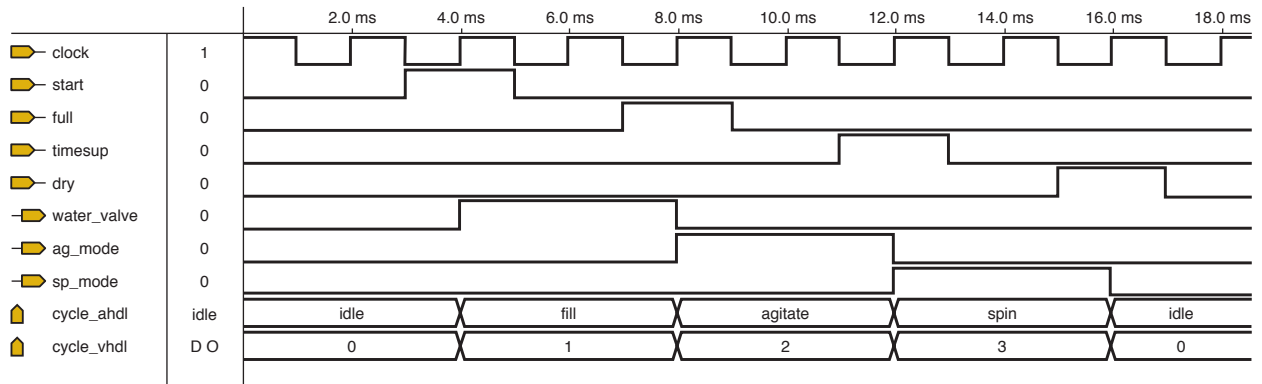 2.0 ms 4.0 ms 6.0 ms 8.0 ms 10.0 ms 12.0 ms 14.0 ms 16.0 ms 18.0 ms
clock 1
start 0
full 0
timesup 0
dry 0
water_valve 0
ag_mode 0
sp_mode 0
cycle_ahdl idle idle fill agitate spin idle
cycle_vhdl D O 0 1 2 3 0